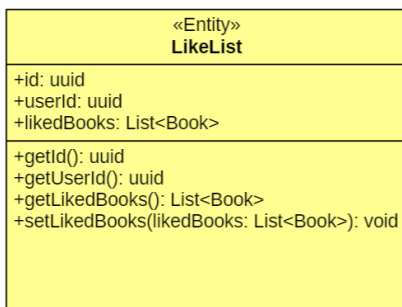 «Entity»
LikeList
+id: uuid
+userId: uuid
+likedBooks: List<Book>
+getId(): uuid
+getUserId(): uuid
+getLikedBooks(): List<Book>
+setLikedBooks(likedBooks: List<Book>): void